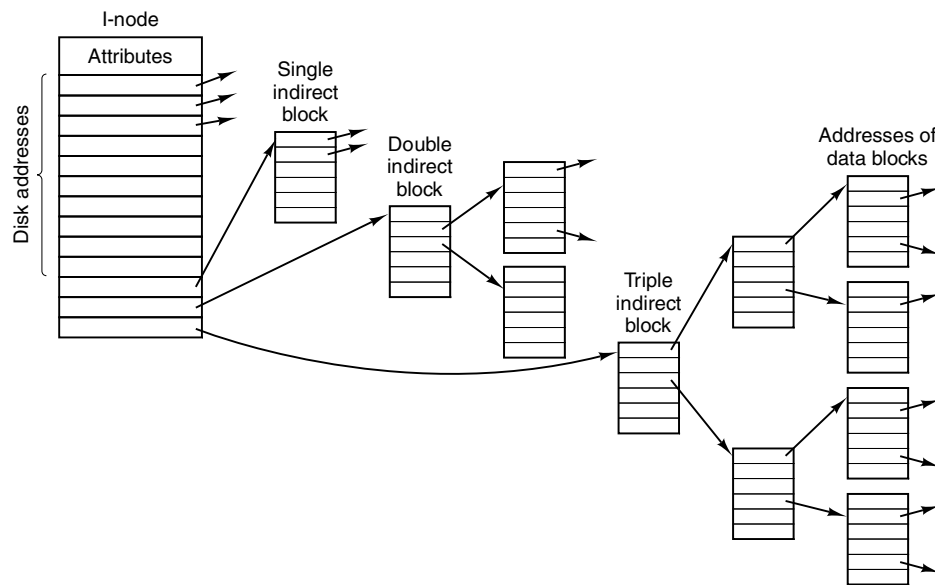 I-node
Attributes
Disk addresses
Single
indirect
block
Double
indirect
block
Triple
indirect
block
Addresses of
data blocks